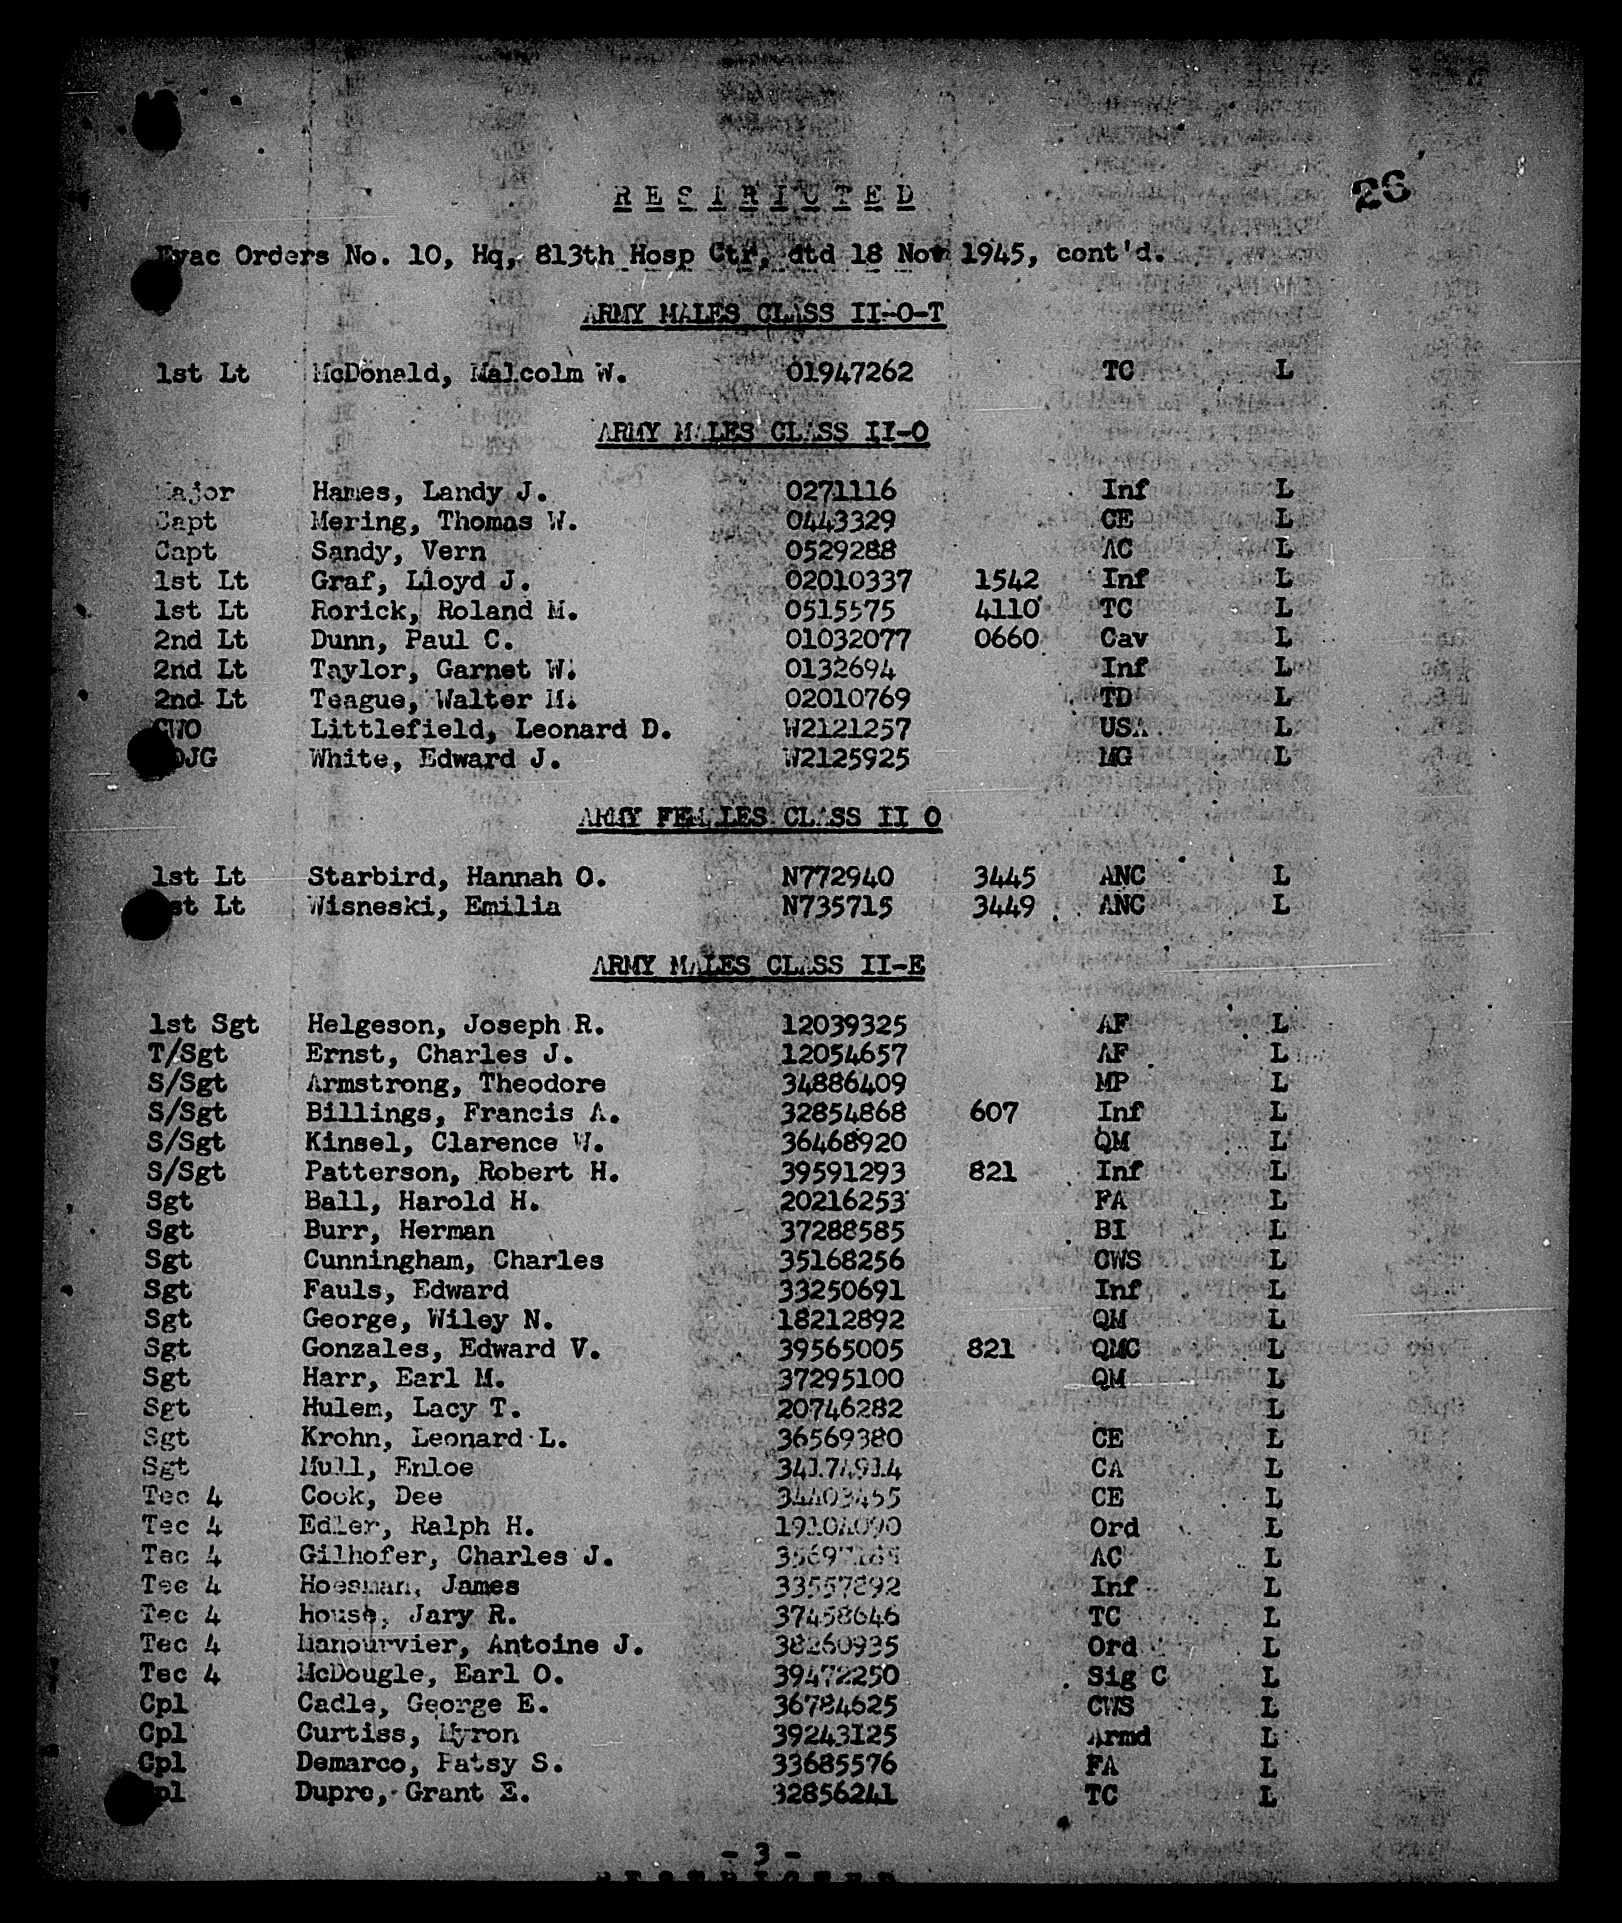 RESTRICTED
26
Evac Orders No. 10, Hq, 813th Hosp Ctr, dtd 18 Nov 1945, cont'd.
ARMY MALES CLASS II-O-T
1st Lt McDonald, Malcolm W. 01947262 TC L
ARMY MALES CLASS II-O
Major Hames, Landy J. 0271116 Inf L
Capt Mering, Thomas W. 0443329 CE L
Capt Sandy, Vern 0529288 AC L
1st Lt Graf, Lloyd J. 02010337 1542 Inf L
1st Lt Rorick, Roland M. 0515575 4110 TC L
2nd Lt Dunn, Paul C. 01032077 0660 Cav L
2nd Lt Taylor, Garnet W. 0132694 Inf L
2nd Lt Teague, Walter M. 02010769 TD L
CWO Littlefield, Leonard D. W2121257 USA L
OJG White, Edward J. W2125925 MG L
ARMY FEMALES CLASS II O
1st Lt Starbird, Hannah O. N772940 3445 ANC L
1st Lt Wisneski, Emilia N735715 3449 ANC L
ARMY MALES CLASS II-E
1st Sgt Helgeson, Joseph R. 12039325 AF L
T/Sgt Ernst, Charles J. 12054657 AF L
S/Sgt Armstrong, Theodore 34886409 MP L
S/Sgt Billings, Francis A. 32854868 607 Inf L
S/Sgt Kinsel, Clarence W. 36468920 QM L
S/Sgt Patterson, Robert H. 39591293 821 Inf L
Sgt Ball, Harold H. 20216253 FA L
Sgt Burr, Herman 37288585 BI L
Sgt Cunningham, Charles 35168256 CWS L
Sgt Fauls, Edward 33250691 Inf L
Sgt George, Wiley N. 18212892 QM L
Sgt Gonzales, Edward V. 39565005 821 QMC L
Sgt Harr, Earl M. 37295100 QM L
Sgt Hulem, Lacy T. 20746282 L
Sgt Krohn, Leonard L. 36569380 CE L
Sgt Mull, Enloe 34174914 CA L
Tec 4 Cook, Dee 34403455 CE L
Tec 4 Edler, Ralph H. 19104090 Ord L
Tec 4 Gilhofer, Charles J. AC L
Tec 4 Hoesman, James 33557892 Inf L
Tec 4 house, Jary R. 37458646 TC L
Tec 4 Manouvrier, Antoine J. 38260935 Ord L
Tec 4 McDougle, Earl O. 39472250 Sig C L
Cpl Cadle, George E. 36784625 CWS L
Cpl Curtiss, Myron 39243125 Armd L
Cpl Demarco, Patsy S. 33685576 FA L
Cpl Dupre, Grant E. 32856241 TC L
- 3 -
RESTRICTED